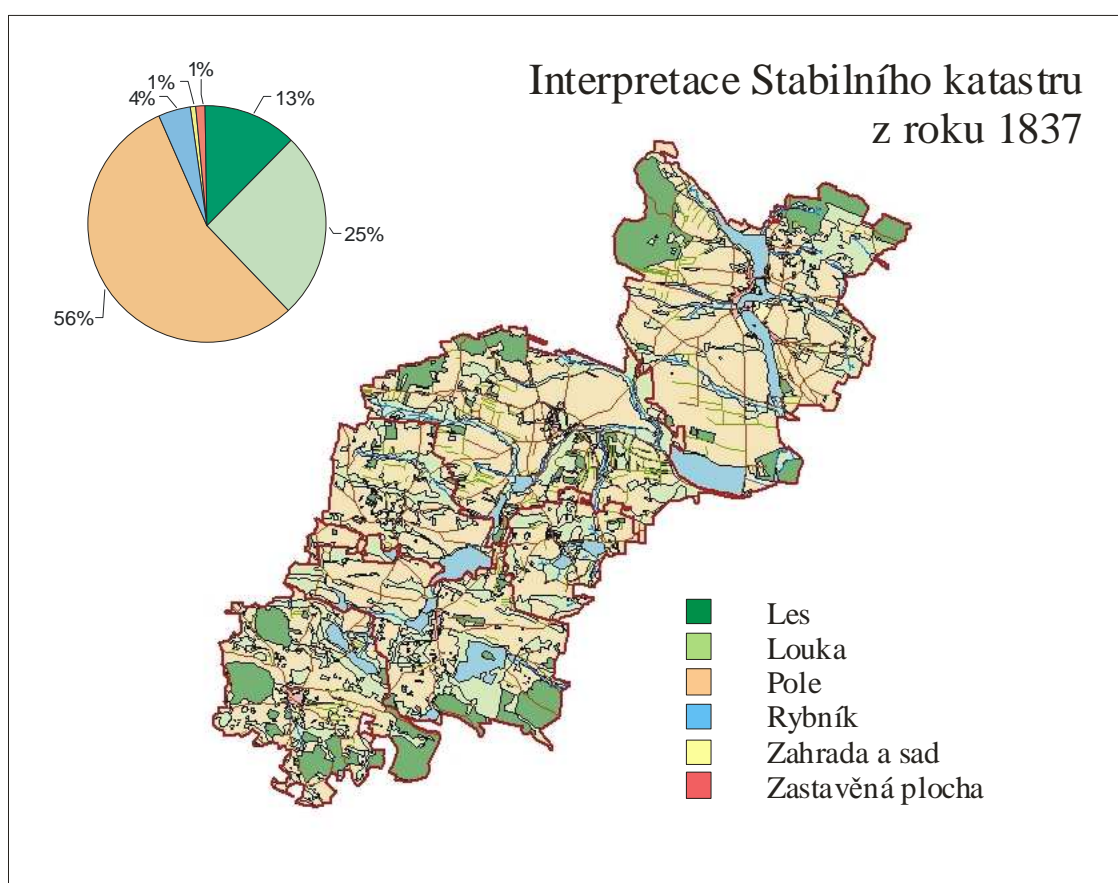 Interpretace Stabilního katastru
z roku 1837
1%
1%
4%
13%
25%
56%
Les
Louka
Pole
Rybník
Zahrada a sad
Zastavěná plocha